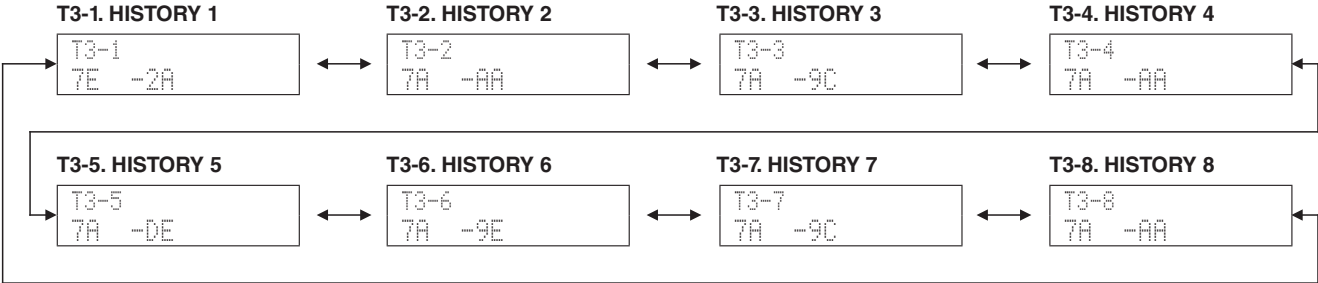 T3-1. HISTORY 1 T3-2. HISTORY 2 T3-3. HISTORY 3 T3-4. HISTORY 4
T3-1 T3-2 T3-3 T3-4
7E -2A 7A -AA 7A -9C 7A -AA
T3-5. HISTORY 5 T3-6. HISTORY 6 T3-7. HISTORY 7 T3-8. HISTORY 8
T3-5 T3-6 T3-7 T3-8
7A -DE 7A -9E 7A -9C 7A -AA